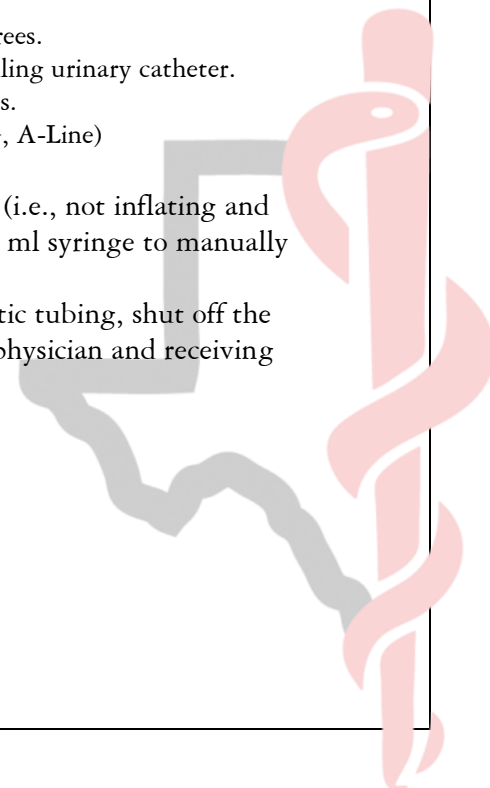 rees.
ling urinary catheter.
s.
, A-Line)
(i.e., not inflating and
ml syringe to manually
tic tubing, shut off the
physician and receiving